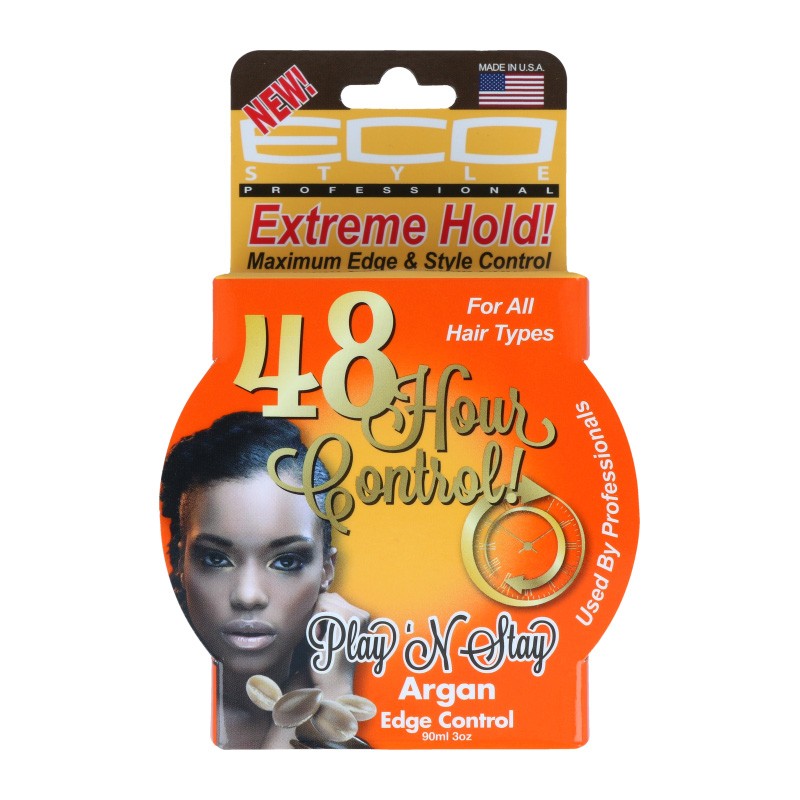 MADE IN U.S.A.
NEW!
ECO
STYLE
PROFESSIONAL
Extreme Hold!
Maximum Edge & Style Control
For All
Hair Types
48
Hour
Control!
Used By Professionals
Play 'N Stay
Argan
Edge Control
90ml 3oz